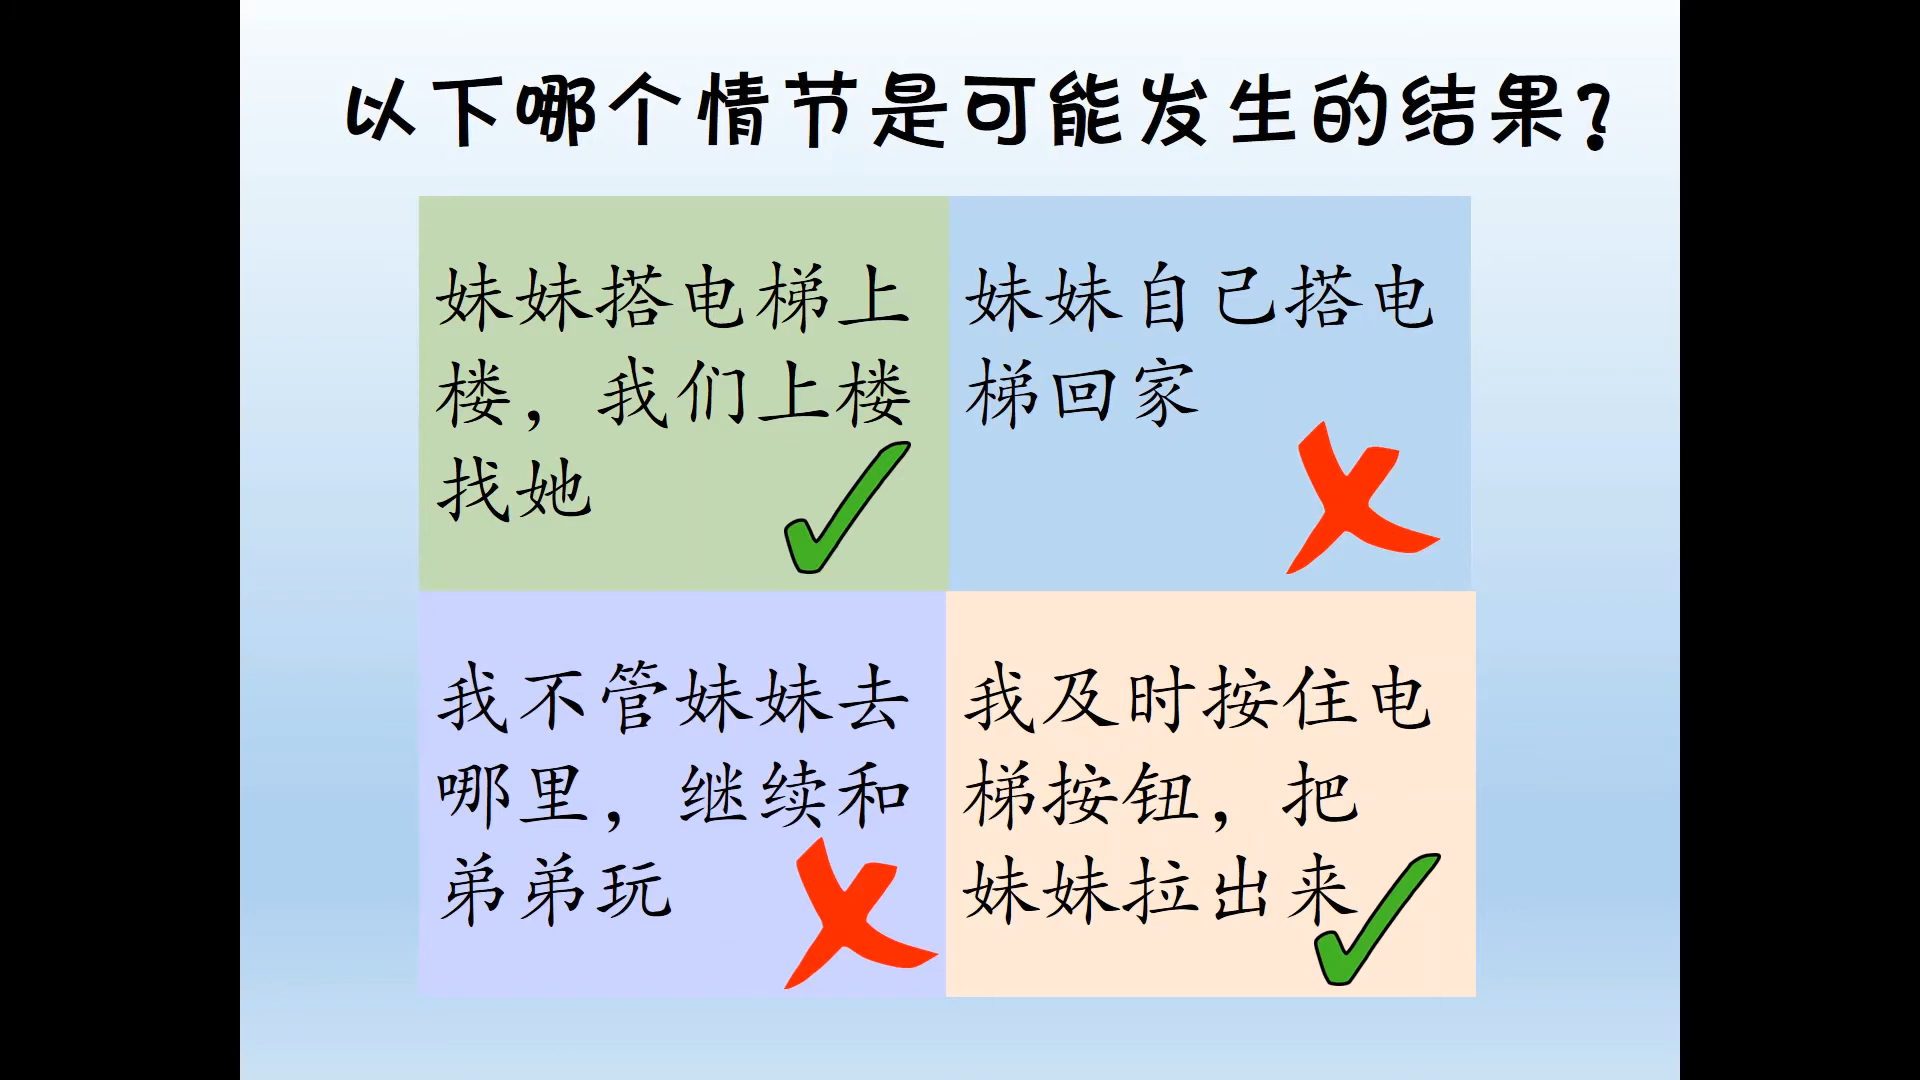 以下哪个情节是可能发生的结果?
妹妹搭电梯上
楼，我们上楼
找她
妹妹自己搭电
梯回家
我不管妹妹去
哪里，继续和
弟弟玩
我及时按住电
梯按钮，把
妹妹拉出来